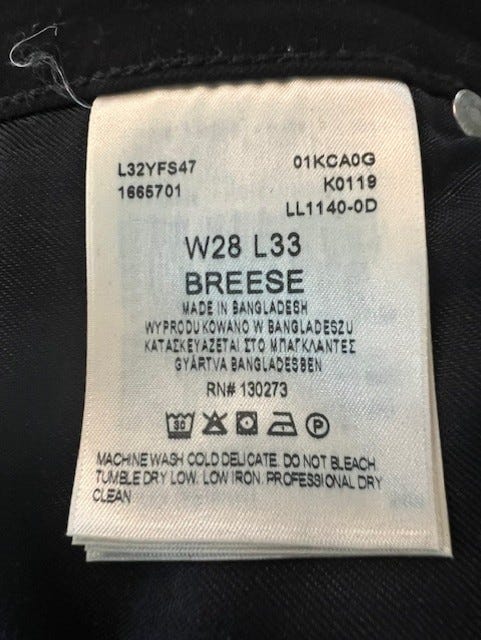 L32YFS47 01KCA0G
1665701 K0119
LL1140-0D
W28 L33
BREESE
MADE IN BANGLADESH
WYPRODUKOWANO W BANGLADESZU
ΚΑΤΑΣΚΕΥΑΖΕΤΑΙ ΣΤΟ ΜΠΑΓΚΛΑΝΤΕΣ
GYÁRTVA BANGLADESBEN
RN# 130273
30 P
MACHINE WASH COLD DELICATE. DO NOT BLEACH
TUMBLE DRY LOW. LOW IRON. PROFESSIONAL DRY
CLEAN